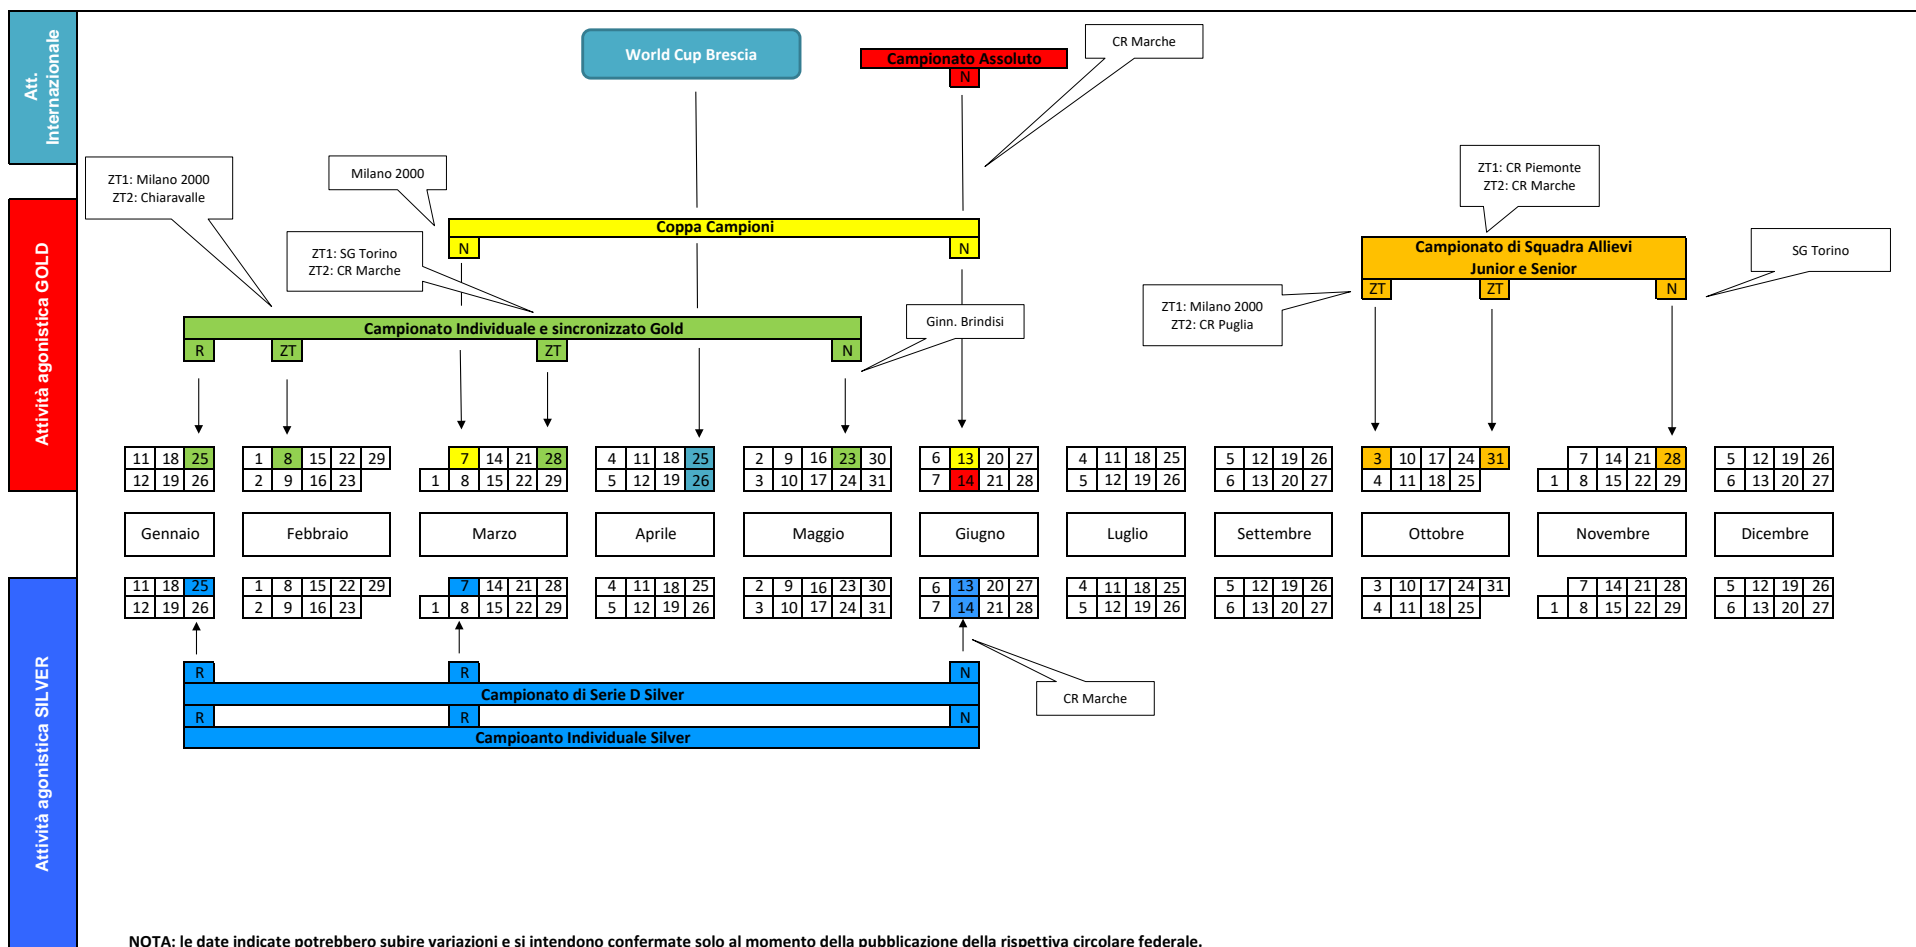 Att.
Internazionale
World Cup Brescia
Campionato Assoluto
N
CR Marche
ZT1: Milano 2000
ZT2: Chiaravalle
Milano 2000
ZT1: CR Piemonte
ZT2: CR Marche
Attività agonistica GOLD
Coppa Campioni
N N
ZT1: SG Torino
ZT2: CR Marche
Campionato di Squadra Allievi
Junior e Senior
ZT ZT N
SG Torino
ZT1: Milano 2000
ZT2: CR Puglia
Ginn. Brindisi
Campionato Individuale e sincronizzato Gold
R ZT ZT N
11 18 25 1 8 15 22 29 7 14 21 28 4 11 18 25 2 9 16 23 30 6 13 20 27 4 11 18 25 5 12 19 26 3 10 17 24 31 7 14 21 28 5 12 19 26
12 19 26 2 9 16 23 1 8 15 22 29 5 12 19 26 3 10 17 24 31 7 14 21 28 5 12 19 26 6 13 20 27 4 11 18 25 1 8 15 22 29 6 13 20 27
Gennaio Febbraio Marzo Aprile Maggio Giugno Luglio Settembre Ottobre Novembre Dicembre
11 18 25 1 8 15 22 29 7 14 21 28 4 11 18 25 2 9 16 23 30 6 13 20 27 4 11 18 25 5 12 19 26 3 10 17 24 31 7 14 21 28 5 12 19 26
12 19 26 2 9 16 23 1 8 15 22 29 5 12 19 26 3 10 17 24 31 7 14 21 28 5 12 19 26 6 13 20 27 4 11 18 25 1 8 15 22 29 6 13 20 27
Attività agonistica SILVER
R R N
Campionato di Serie D Silver
R R N
Campioanto Individuale Silver
CR Marche
NOTA: le date indicate potrebbero subire variazioni e si intendono confermate solo al momento della pubblicazione della rispettiva circolare federale.